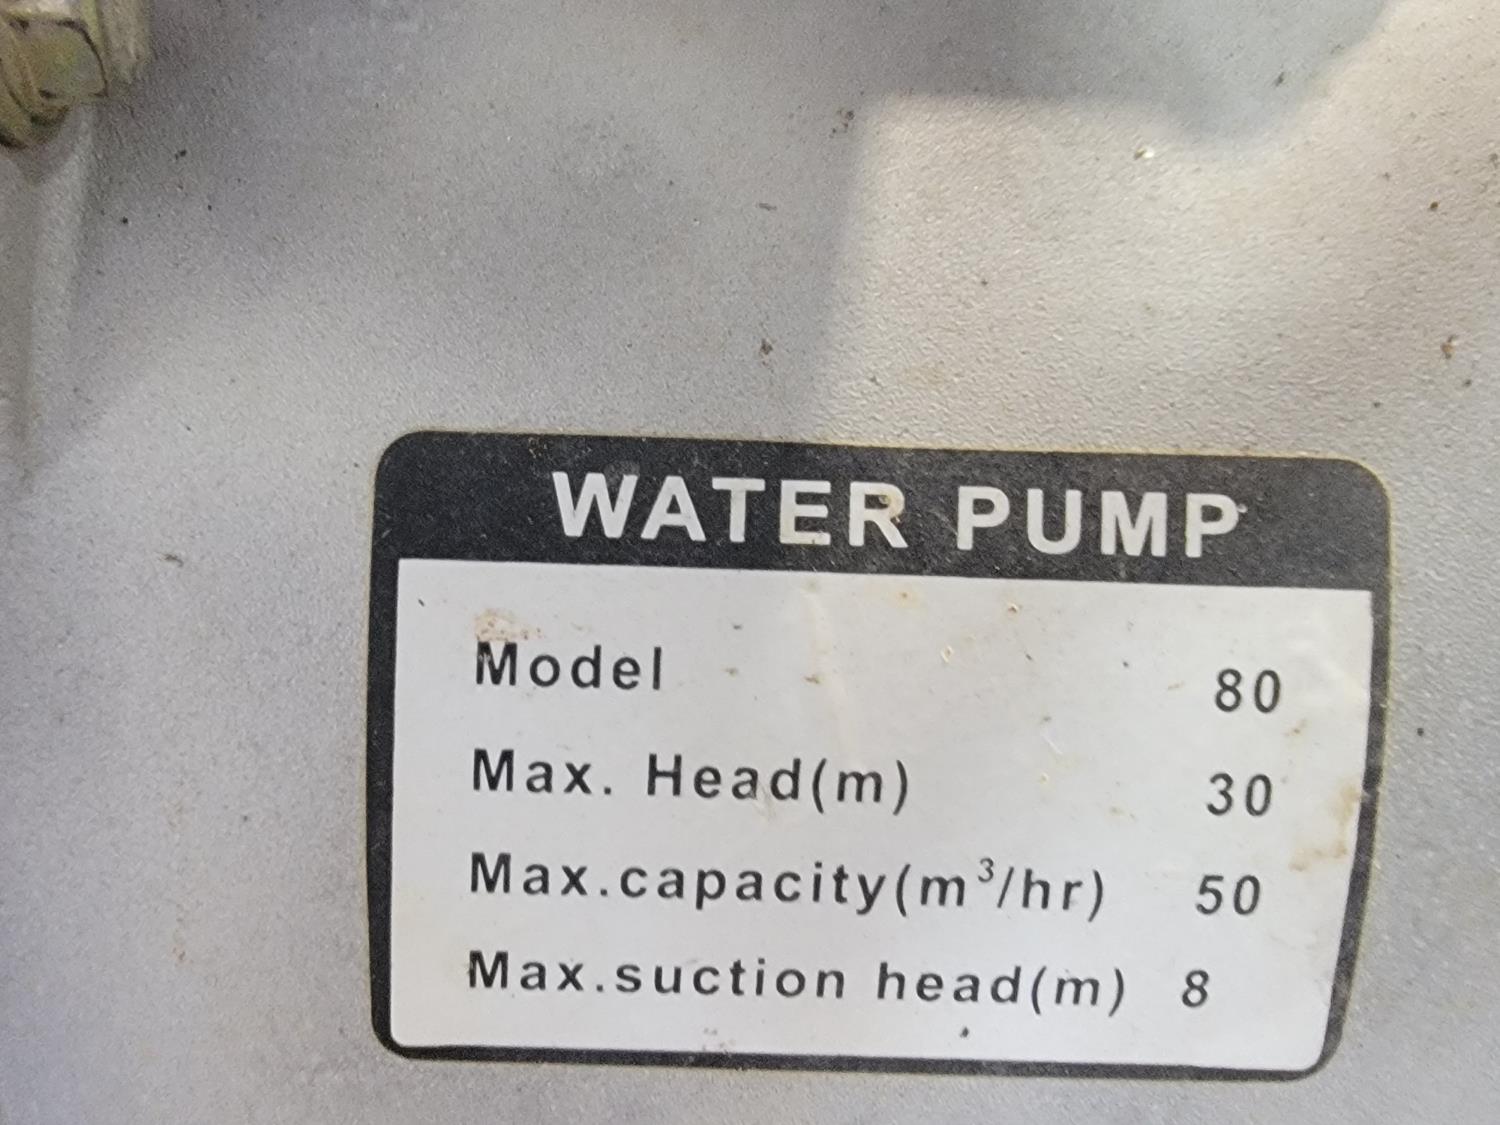 WATER PUMP
Model 80
Max. Head(m) 30
Max.capacity(m³/hr) 50
Max.suction head(m) 8